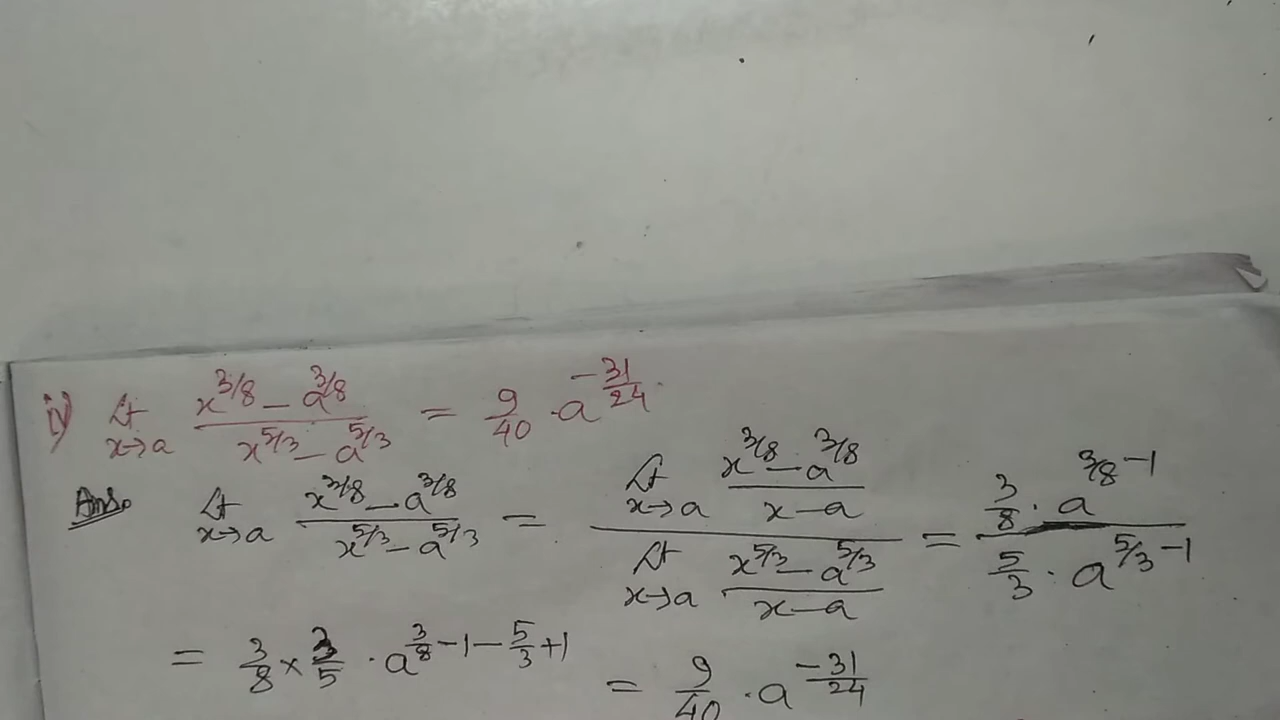 iv) Lt x→a (x^3/8 - a^3/8)/(x^5/3 - a^5/3) = 9/40 · a^-31/24.
Ans. Lt x→a (x^3/8 - a^3/8)/(x^5/3 - a^5/3) = (Lt x→a (x^3/8 - a^3/8)/(x - a))/(Lt x→a (x^5/3 - a^5/3)/(x - a)) = (3/8 · a^3/8 - 1)/(5/3 · a^5/3 - 1)
= 3/8 × 3/5 · a^3/8 - 1 - 5/3 + 1 = 9/40 · a^-31/24